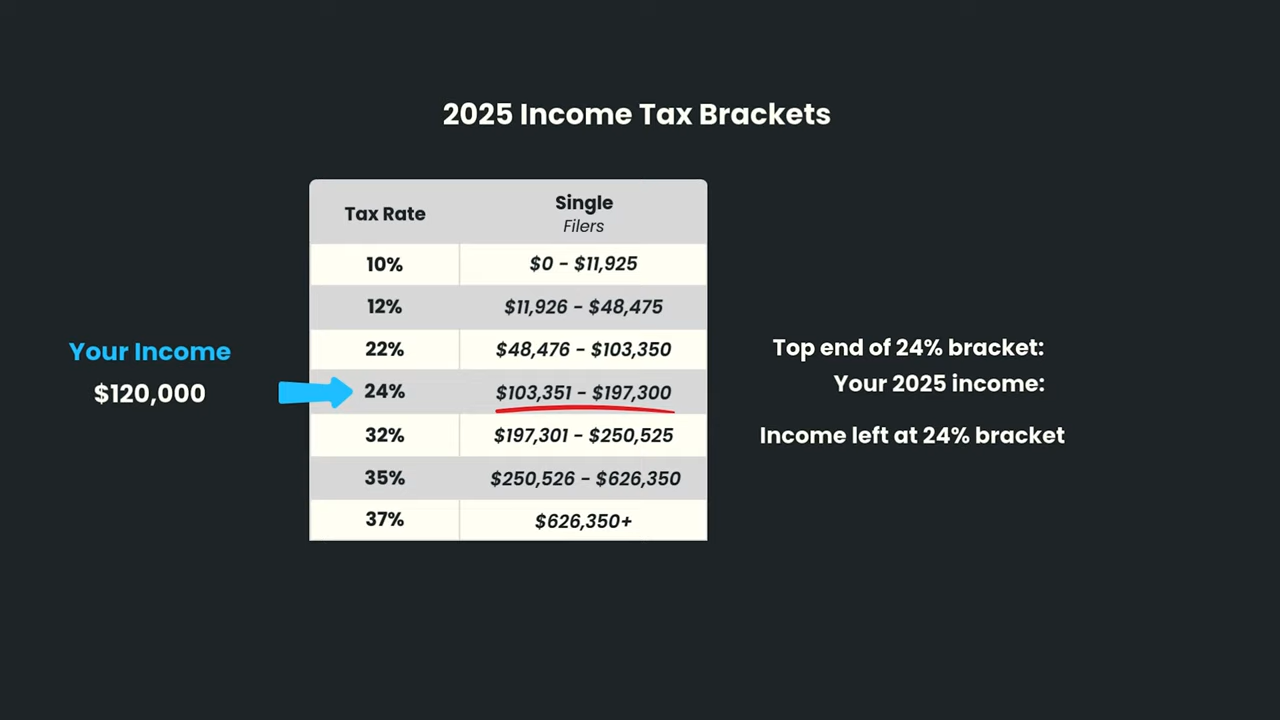 2025 Income Tax Brackets
Tax Rate Single
Filers
10% $0 - $11,925
12% $11,926 - $48,475
22% $48,476 - $103,350
24% $103,351 - $197,300
32% $197,301 - $250,525
35% $250,526 - $626,350
37% $626,350+
Your Income
$120,000
Top end of 24% bracket:
Your 2025 income:
Income left at 24% bracket